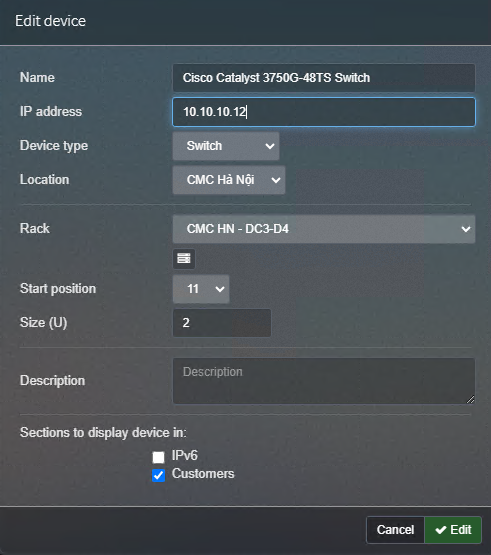 Edit device
Name Cisco Catalyst 3750G-48TS Switch
IP address 10.10.10.12
Device type Switch
Location CMC Hà Nội
Rack CMC HN - DC3-D4
Start position 11
Size (U) 2
Description Description
Sections to display device in:
IPv6
Customers
Cancel Edit